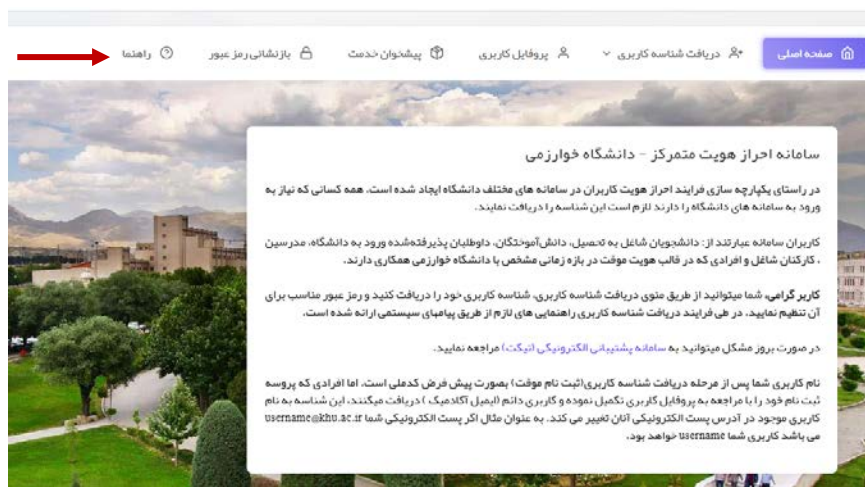 صفحه اصلی
دریافت شناسه کاربری
پروفایل کاربری
پیشخوان خدمت
بازنشانی رمز عبور
راهنما
سامانه احراز هویت متمرکز - دانشگاه خوارزمی
در راستای یکپارچه سازی فرایند احراز هویت کاربران در سامانه های مختلف دانشگاه ایجاد شده است. همه کسانی که نیاز به
ورود به سامانه های دانشگاه را دارند لازم است این شناسه را دریافت نمایند.
کاربران سامانه عبارتند از: دانشجویان شاغل به تحصیل، دانش‌آموختگان، داوطلبان پذیرفته‌شده ورود به دانشگاه، مدرسین
، کارکنان شاغل و افرادی که در قالب هویت موقت در بازه زمانی مشخص با دانشگاه خوارزمی همکاری دارند.
کاربر گرامی، شما میتوانید از طریق منوی دریافت شناسه کاربری، شناسه کاربری خود را دریافت کنید و رمز عبور مناسب برای
آن تنظیم نمایید. در طی فرایند دریافت شناسه کاربری راهنمایی های لازم از طریق پیامهای سیستمی ارائه شده است.
در صورت بروز مشکل میتوانید به سامانه پشتیبانی الکترونیکی (تیکت) مراجعه نمایید.
نام کاربری شما پس از مرحله دریافت شناسه کاربری(ثبت نام موقت) بصورت پیش فرض کدملی است. اما افرادی که پروسه
ثبت نام خود را با مراجعه به پروفایل کاربری تکمیل نموده و کاربری دائم (ایمیل آکادمیک ) دریافت میکنند، این شناسه به نام
کاربری موجود در آدرس پست الکترونیکی آنان تغییر می کند. به عنوان مثال اگر پست الکترونیکی شما username@khu.ac.ir
می باشد کاربری شما username خواهد بود.